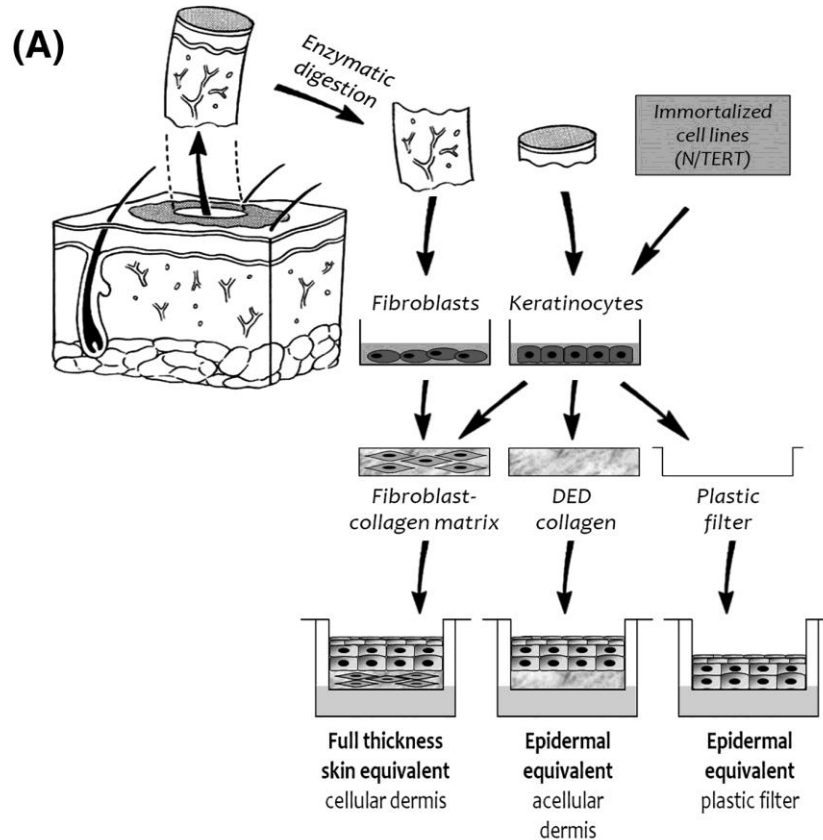 (A)
Enzymatic
digestion
Immortalized
cell lines
(N/TERT)
Fibroblasts
Keratinocytes
Fibroblast-
collagen matrix
DED
collagen
Plastic
filter
Full thickness
skin equivalent
cellular dermis
Epidermal
equivalent
acellular
dermis
Epidermal
equivalent
plastic filter